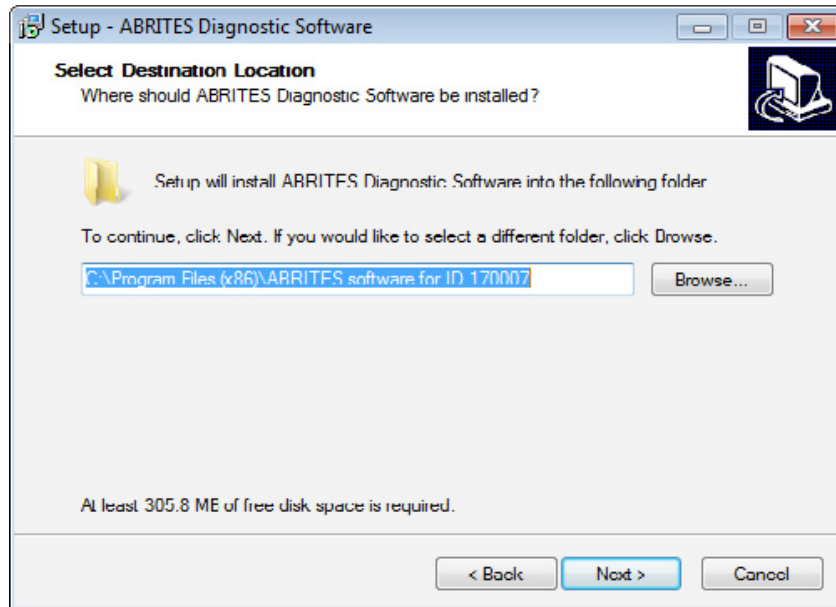 Setup - ABRITES Diagnostic Software
Select Destination Location
Where should ABRITES Diagnostic Software be installed?
Setup will install ABRITES Diagnostic Software into the following folder
To continue, click Next. If you would like to select a different folder, click Browse.
C:\Program Files (x86)\ABRITES software for ID 170007
Browse...
At least 305.8 MB of free disk space is required.
< Back
Next >
Cancel